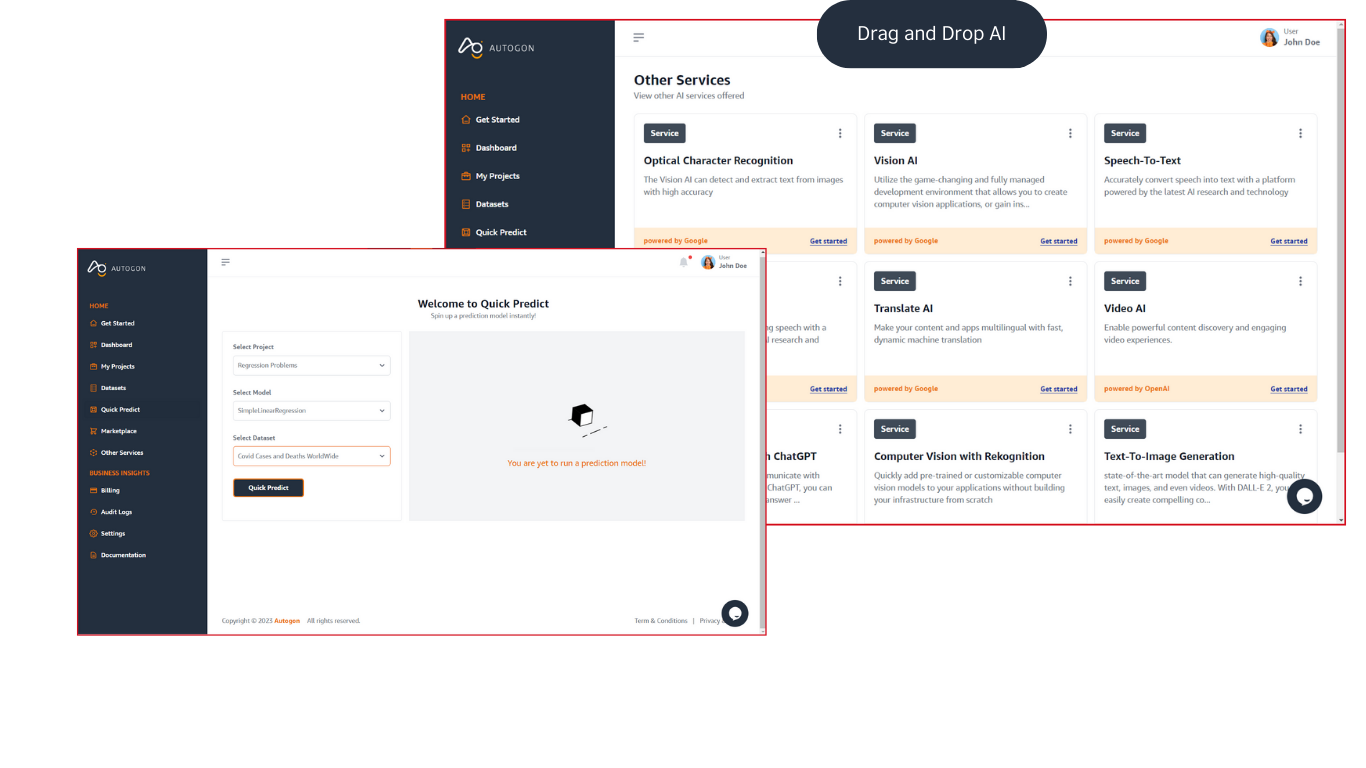 Drag and Drop AI
AUTOGON
User
John Doe
HOME
Get Started
Dashboard
My Projects
Datasets
Quick Predict
Other Services
View other AI services offered
Service
Optical Character Recognition
The Vision AI can detect and extract text from images
with high accuracy
powered by Google
Get started
Service
Vision AI
Utilize the game-changing and fully managed
development environment that allows you to create
computer vision applications, or gain ins...
powered by Google
Get started
Service
Speech-To-Text
Accurately convert speech into text with a platform
powered by the latest AI research and technology
powered by Google
Get started
speech with a
research and
Get started
Service
Translate AI
Make your content and apps multilingual with fast,
dynamic machine translation
powered by Google
Get started
Service
Video AI
Enable powerful content discovery and engaging
video experiences.
powered by OpenAI
Get started
ChatGPT
with
ChatGPT, you can
answer ...
Service
Computer Vision with Rekognition
Quickly add pre-trained or customizable computer
vision models to your applications without building
your infrastructure from scratch
Service
Text-To-Image Generation
state-of-the-art model that can generate high-quality
text, images, and even videos. With DALL-E 2, you
easily create compelling co...
AUTOGON
User
John Doe
HOME
Get Started
Dashboard
My Projects
Datasets
Quick Predict
Marketplace
Other Services
BUSINESS INSIGHTS
Billing
Audit Logs
Settings
Documentation
Welcome to Quick Predict
Spin up a prediction model instantly!
Select Project
Regression Problems
Select Model
SimpleLinearRegression
Select Dataset
Covid Cases and Deaths WorldWide
Quick Predict
You are yet to run a prediction model!
Copyright © 2023 Autogon All rights reserved.
Term & Conditions | Privacy